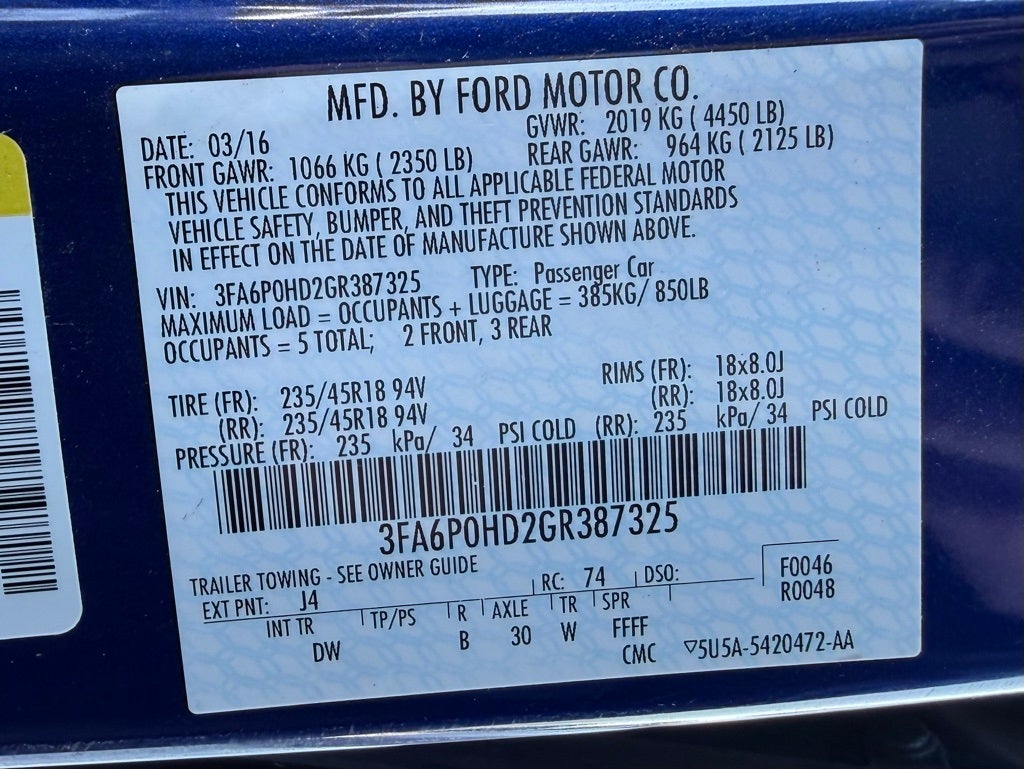 MFD. BY FORD MOTOR CO.
DATE: 03/16 GVWR: 2019 KG ( 4450 LB)
FRONT GAWR: 1066 KG ( 2350 LB) REAR GAWR: 964 KG ( 2125 LB)
THIS VEHICLE CONFORMS TO ALL APPLICABLE FEDERAL MOTOR
VEHICLE SAFETY, BUMPER, AND THEFT PREVENTION STANDARDS
IN EFFECT ON THE DATE OF MANUFACTURE SHOWN ABOVE.
VIN: 3FA6P0HD2GR387325 TYPE: Passenger Car
MAXIMUM LOAD = OCCUPANTS + LUGGAGE = 385KG/ 850LB
OCCUPANTS = 5 TOTAL; 2 FRONT, 3 REAR
TIRE (FR): 235/45R18 94V RIMS (FR): 18x8.0J
(RR): 235/45R18 94V (RR): 18x8.0J
PRESSURE (FR): 235 kPa/ 34 PSI COLD (RR): 235 kPa/ 34 PSI COLD
3FA6P0HD2GR387325
TRAILER TOWING - SEE OWNER GUIDE
EXT PNT: J4 RC: 74 DSO: F0046
R0048
INT TR TP/PS R AXLE TR SPR
DW B 30 W FFFF
CMC ▽5U5A-5420472-AA